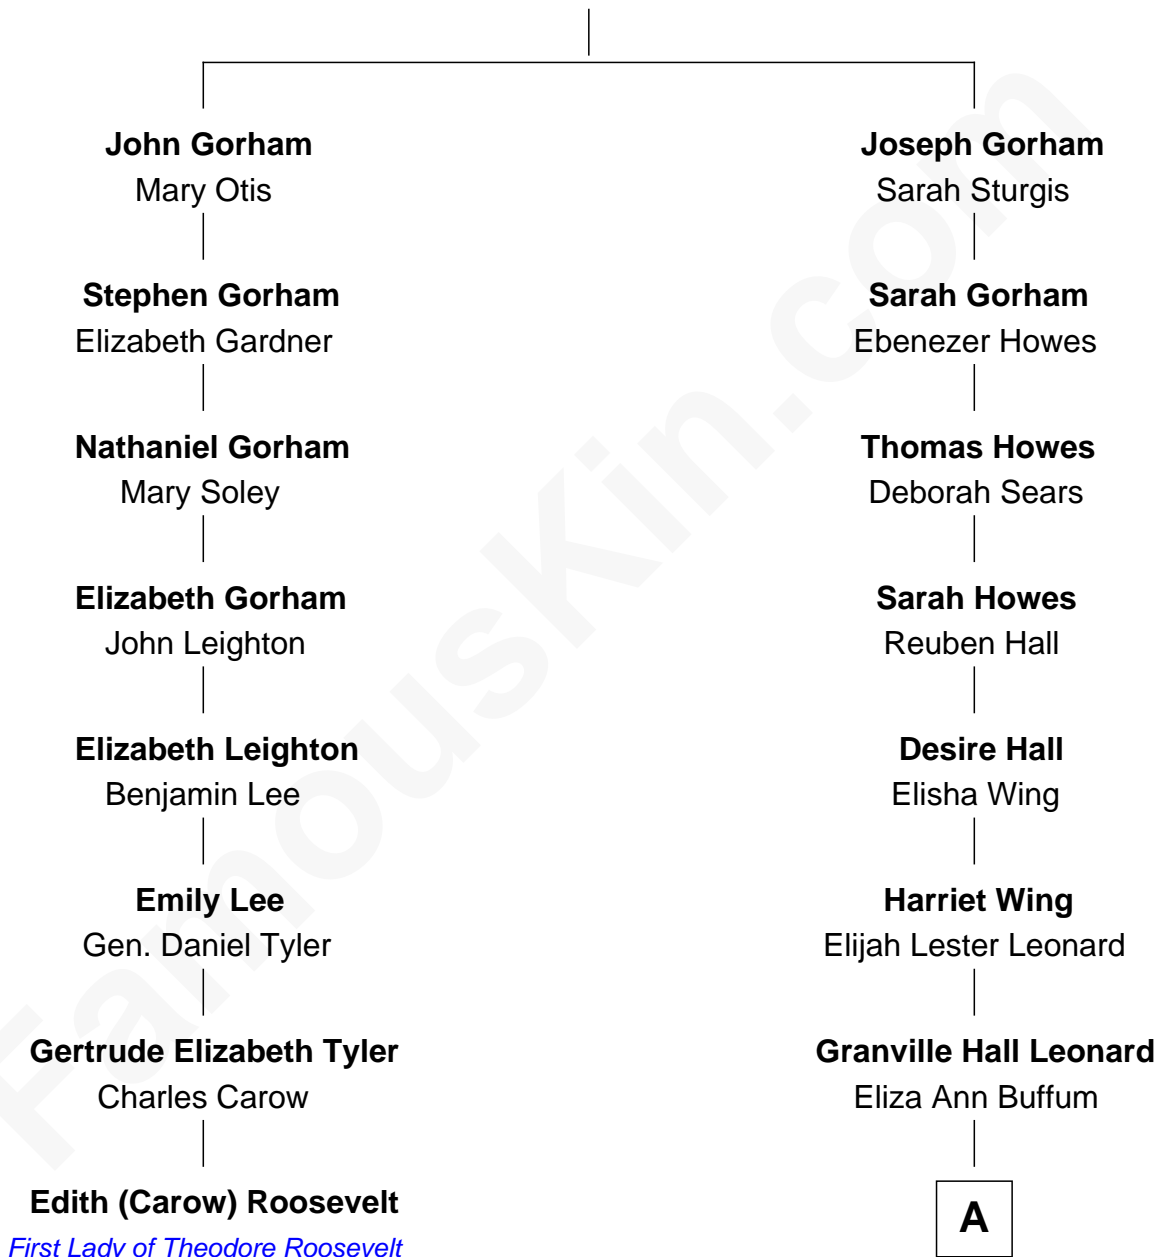 John Gorham
Mary Otis
Joseph Gorham
Sarah Sturgis
Stephen Gorham
Elizabeth Gardner
Sarah Gorham
Ebenezer Howes
Nathaniel Gorham
Mary Soley
Thomas Howes
Deborah Sears
Elizabeth Gorham
John Leighton
Sarah Howes
Reuben Hall
Elizabeth Leighton
Benjamin Lee
Desire Hall
Elisha Wing
Emily Lee
Gen. Daniel Tyler
Harriet Wing
Elijah Lester Leonard
Gertrude Elizabeth Tyler
Charles Carow
Granville Hall Leonard
Eliza Ann Buffum
Edith (Carow) Roosevelt
First Lady of Theodore Roosevelt
A
FamousKin.com